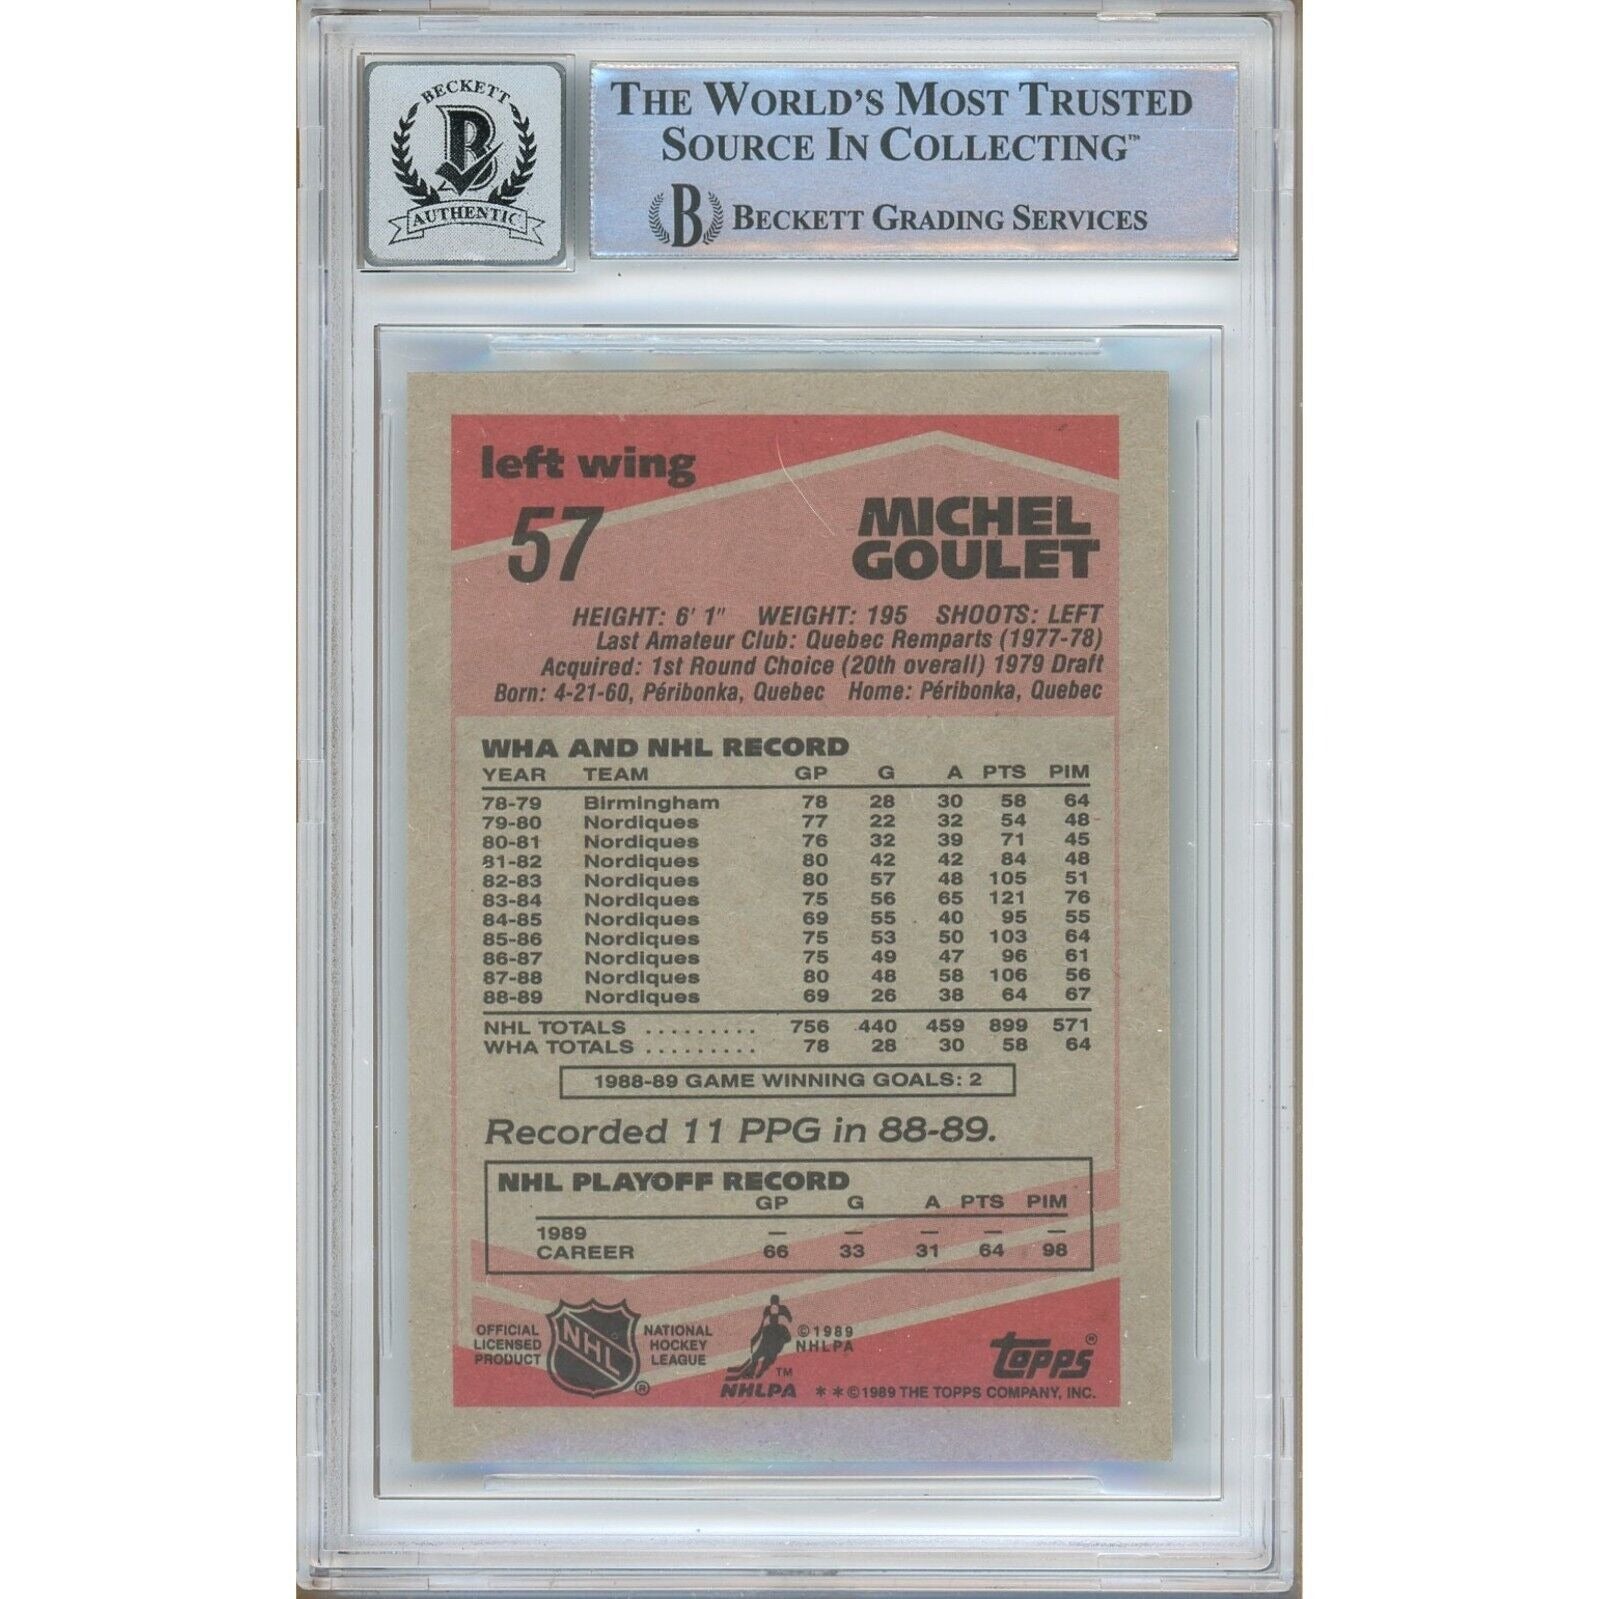 BECKETT
B
AUTHENTIC
THE WORLD'S MOST TRUSTED
SOURCE IN COLLECTING™
B BECKETT GRADING SERVICES
left wing
57
MICHEL
GOULET
HEIGHT: 6' 1" WEIGHT: 195 SHOOTS: LEFT
Last Amateur Club: Quebec Remparts (1977-78)
Acquired: 1st Round Choice (20th overall) 1979 Draft
Born: 4-21-60, Péribonka, Quebec Home: Péribonka, Quebec
WHA AND NHL RECORD
YEAR TEAM GP G A PTS PIM
78-79 Birmingham 78 28 30 58 64
79-80 Nordiques 77 22 32 54 48
80-81 Nordiques 76 32 39 71 45
81-82 Nordiques 80 42 42 84 48
82-83 Nordiques 80 57 48 105 51
83-84 Nordiques 75 56 65 121 76
84-85 Nordiques 69 55 40 95 55
85-86 Nordiques 75 53 50 103 64
86-87 Nordiques 75 49 47 96 61
87-88 Nordiques 80 48 58 106 56
88-89 Nordiques 69 26 38 64 67
NHL TOTALS ......... 756 440 459 899 571
WHA TOTALS ......... 78 28 30 58 64
1988-89 GAME WINNING GOALS: 2
Recorded 11 PPG in 88-89.
NHL PLAYOFF RECORD
GP G A PTS PIM
1989 — — — — —
CAREER 66 33 31 64 98
OFFICIAL
LICENSED
PRODUCT
NHL
®
NATIONAL
HOCKEY
LEAGUE
©1989
NHLPA
TM
NHLPA
topps®
**©1989 THE TOPPS COMPANY, INC.